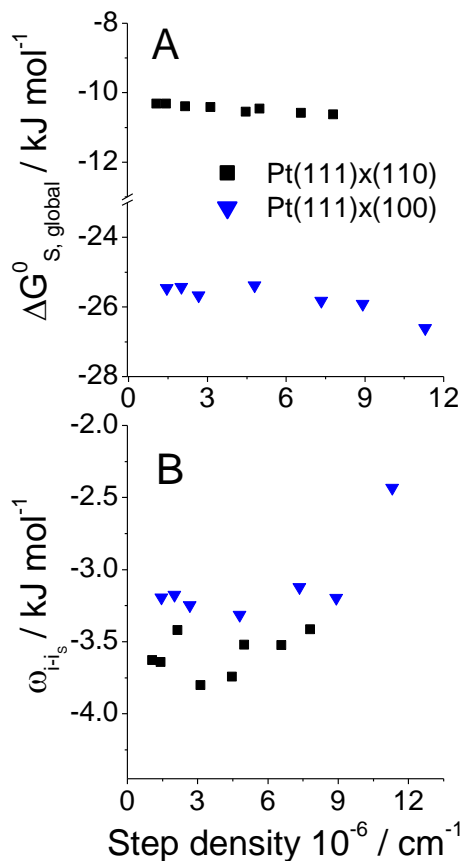 A
-8
-10
-12
-24
-26
-28
ΔG⁰S, global / kJ mol⁻¹
Pt(111)x(110)
Pt(111)x(100)
0 3 6 9 12
B
-2.0
-2.5
-3.0
-3.5
-4.0
ωi-iₛ / kJ mol⁻¹
0 3 6 9 12
Step density 10⁻⁶ / cm⁻¹